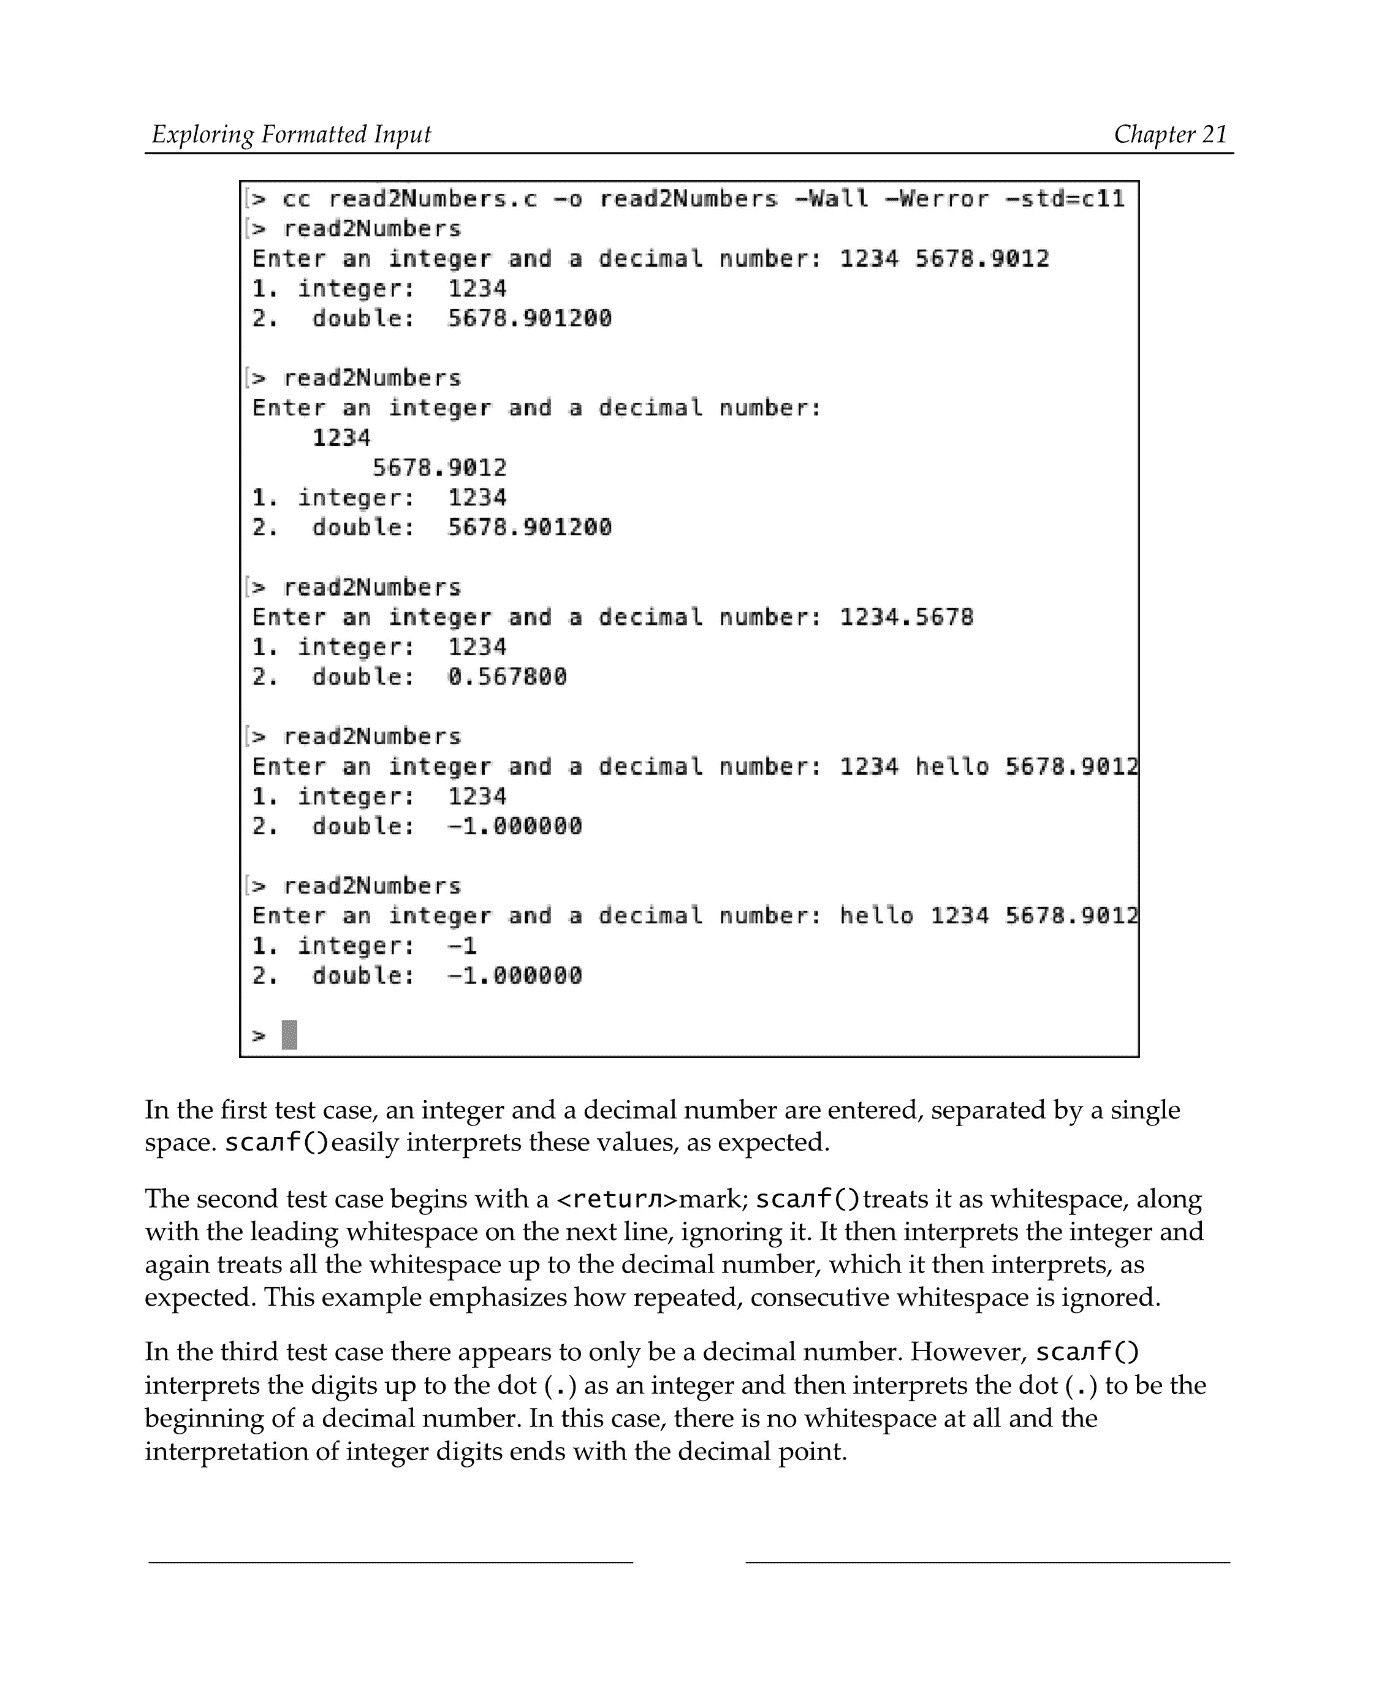 Exploring Formatted Input Chapter 21
[> cc read2Numbers.c -o read2Numbers -Wall -Werror -std=c11
[> read2Numbers
Enter an integer and a decimal number: 1234 5678.9012
1. integer:  1234
2.  double:  5678.901200
[> read2Numbers
Enter an integer and a decimal number:
    1234
        5678.9012
1. integer:  1234
2.  double:  5678.901200
[> read2Numbers
Enter an integer and a decimal number: 1234.5678
1. integer:  1234
2.  double:  0.567800
[> read2Numbers
Enter an integer and a decimal number: 1234 hello 5678.9012
1. integer:  1234
2.  double:  -1.000000
[> read2Numbers
Enter an integer and a decimal number: hello 1234 5678.9012
1. integer:  -1
2.  double:  -1.000000
>
In the first test case, an integer and a decimal number are entered, separated by a single
space. scanf()easily interprets these values, as expected.
The second test case begins with a <return>mark; scanf()treats it as whitespace, along
with the leading whitespace on the next line, ignoring it. It then interprets the integer and
again treats all the whitespace up to the decimal number, which it then interprets, as
expected. This example emphasizes how repeated, consecutive whitespace is ignored.
In the third test case there appears to only be a decimal number. However, scanf()
interprets the digits up to the dot (.) as an integer and then interprets the dot (.) to be the
beginning of a decimal number. In this case, there is no whitespace at all and the
interpretation of integer digits ends with the decimal point.